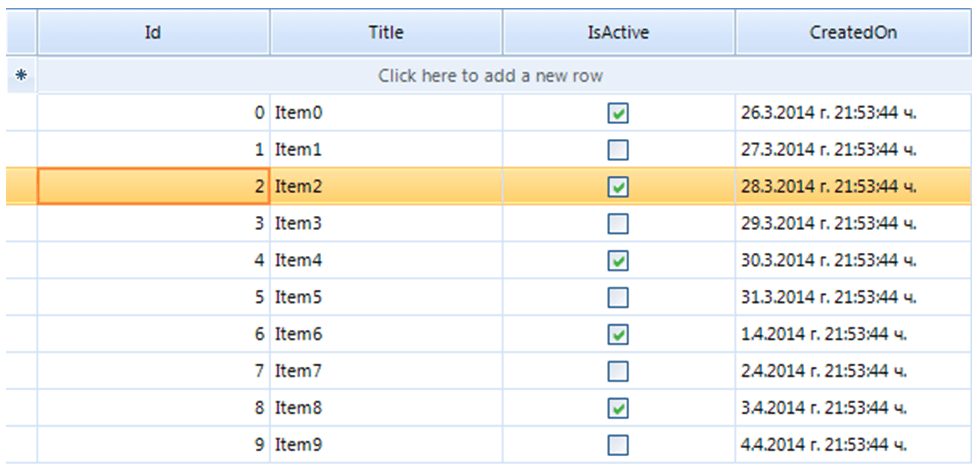 Id Title IsActive CreatedOn
Click here to add a new row
0 Item0 26.3.2014 г. 21:53:44 ч.
1 Item1 27.3.2014 г. 21:53:44 ч.
2 Item2 28.3.2014 г. 21:53:44 ч.
3 Item3 29.3.2014 г. 21:53:44 ч.
4 Item4 30.3.2014 г. 21:53:44 ч.
5 Item5 31.3.2014 г. 21:53:44 ч.
6 Item6 1.4.2014 г. 21:53:44 ч.
7 Item7 2.4.2014 г. 21:53:44 ч.
8 Item8 3.4.2014 г. 21:53:44 ч.
9 Item9 4.4.2014 г. 21:53:44 ч.